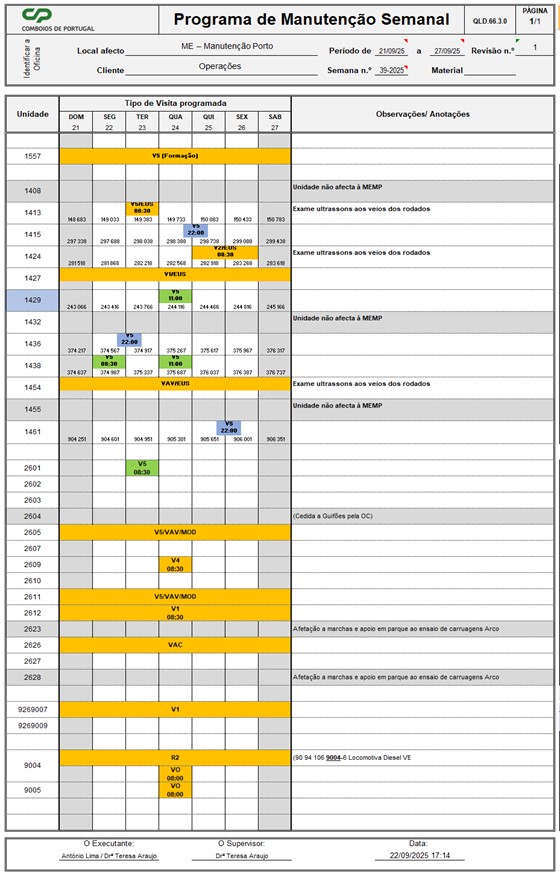 CP
COMBOIOS DE PORTUGAL
Programa de Manutenção Semanal
QLD.66.3.0
PÁGINA
1/1
Identificar a Oficina
Local afecto ME – Manutenção Porto Período de 21/09/25 a 27/09/25 Revisão n.º 1
Cliente Operações Semana n.º 39-2025 Material
Unidade Tipo de Visita programada Observações/ Anotações
DOM SEG TER QUA QUI SEX SAB
21 22 23 24 25 26 27
1557 V5 (Formação)
1408 Unidade não afecta à MEMP
1413 V5/EUS 08:30 Exame ultrassons aos veios dos rodados
148 683 149 033 149 383 149 733 150 083 150 433 150 783
1415 V5 22:00
297 338 297 688 298 038 298 388 298 738 299 088 299 438
1424 V2/EUS 08:30 Exame ultrassons aos veios dos rodados
281 518 281 868 282 218 282 568 282 918 283 268 283 618
1427 VI/EUS
1429 V5 11:00
243 066 243 416 243 766 244 116 244 466 244 816 245 166
1432 Unidade não afecta à MEMP
1436 V5 22:00
374 217 374 567 374 917 375 267 375 617 375 967 376 317
1438 V5 08:30 V5 11:00
374 637 374 987 375 337 375 687 376 037 376 387 376 737
1454 VAV/EUS Exame ultrassons aos veios dos rodados
1455 Unidade não afecta à MEMP
1461 V5 22:00
904 251 904 601 904 951 905 301 905 651 906 001 906 351
2601 V5 08:30
2602
2603
2604 (Cedida a Guifões pela OC)
2605 V5/VAV/MOD
2607
2609 V4 08:30
2610
2611 V5/VAV/MOD
2612 V1 08:30
2623 Afetação a marchas e apoio em parque ao ensaio de carruagens Arco
2626 VAC
2627
2628 Afetação a marchas e apoio em parque ao ensaio de carruagens Arco
9269007 V1
9269009
9004 R2 (90 94 106 9004-6 Locomotiva Diesel VE
VO 08:00
9005 VO 08:00
O Executante: O Supervisor: Data:
António Lima / Drª Teresa Araujo Drª Teresa Araujo 22/09/2025 17:14